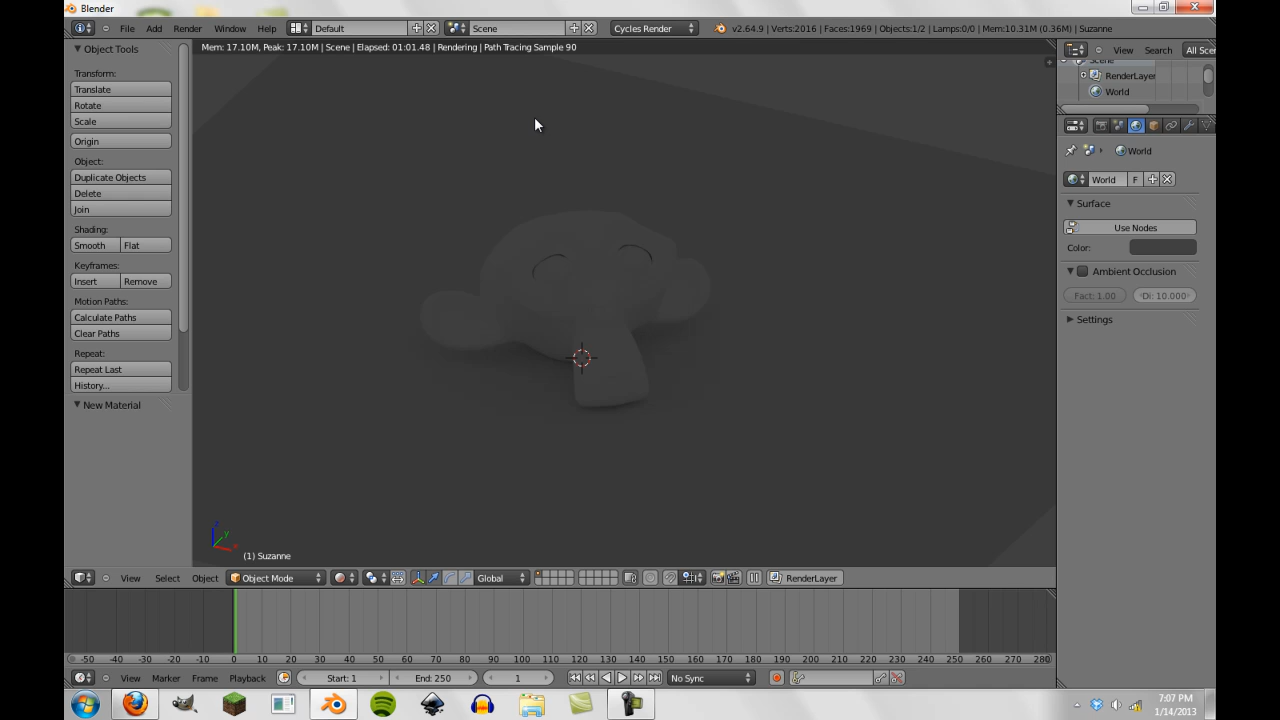 Blender
File Add Render Window Help Default Scene Cycles Render v2.64.9 | Verts:2016 | Faces:1969 | Objects:1/2 | Lamps:0/0 | Mem:10.31M (0.36M) | Suzanne
Mem: 17.10M, Peak: 17.10M | Scene | Elapsed: 01:01.48 | Rendering | Path Tracing Sample 90
Object Tools
Transform:
Translate
Rotate
Scale
Origin
Object:
Duplicate Objects
Delete
Join
Shading:
Smooth Flat
Keyframes:
Insert Remove
Motion Paths:
Calculate Paths
Clear Paths
Repeat:
Repeat Last
History...
New Material
z
y
x
(1) Suzanne
View Search All Scen
Scene
RenderLayer
World
World
World F
Surface
Use Nodes
Color:
Ambient Occlusion
Fact: 1.00 Di: 10.000
Settings
View Select Object Object Mode Global RenderLayer
-50 -40 -30 -20 -10 0 10 20 30 40 50 60 70 80 90 100 110 120 130 140 150 160 170 180 190 200 210 220 230 240 250 260 270 280
View Marker Frame Playback Start: 1 End: 250 1 No Sync
7:07 PM
1/14/2013